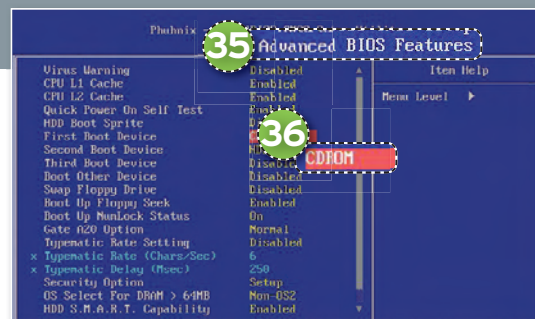 Phuhnix
35
Advanced BIOS Features
Virus Warning Disabled
Item Help
CPU L1 Cache Enabled
CPU L2 Cache Enabled
Menu Level
Quick Power On Self Test Enabled
HDD Boot Sprite
36
First Boot Device
Second Boot Device
CDROM
Third Boot Device
Boot Other Device Disabled
Swap Floppy Drive Disabled
Boot Up Floppy Seek Enabled
Boot Up NumLock Status On
Gate A20 Option Normal
Typematic Rate Setting Disabled
x Typematic Rate (Chars/Sec) 6
x Typematic Delay (Msec) 250
Security Option Setup
OS Select For DRAM > 64MB Non-OS2
HDD S.M.A.R.T. Capability Enabled